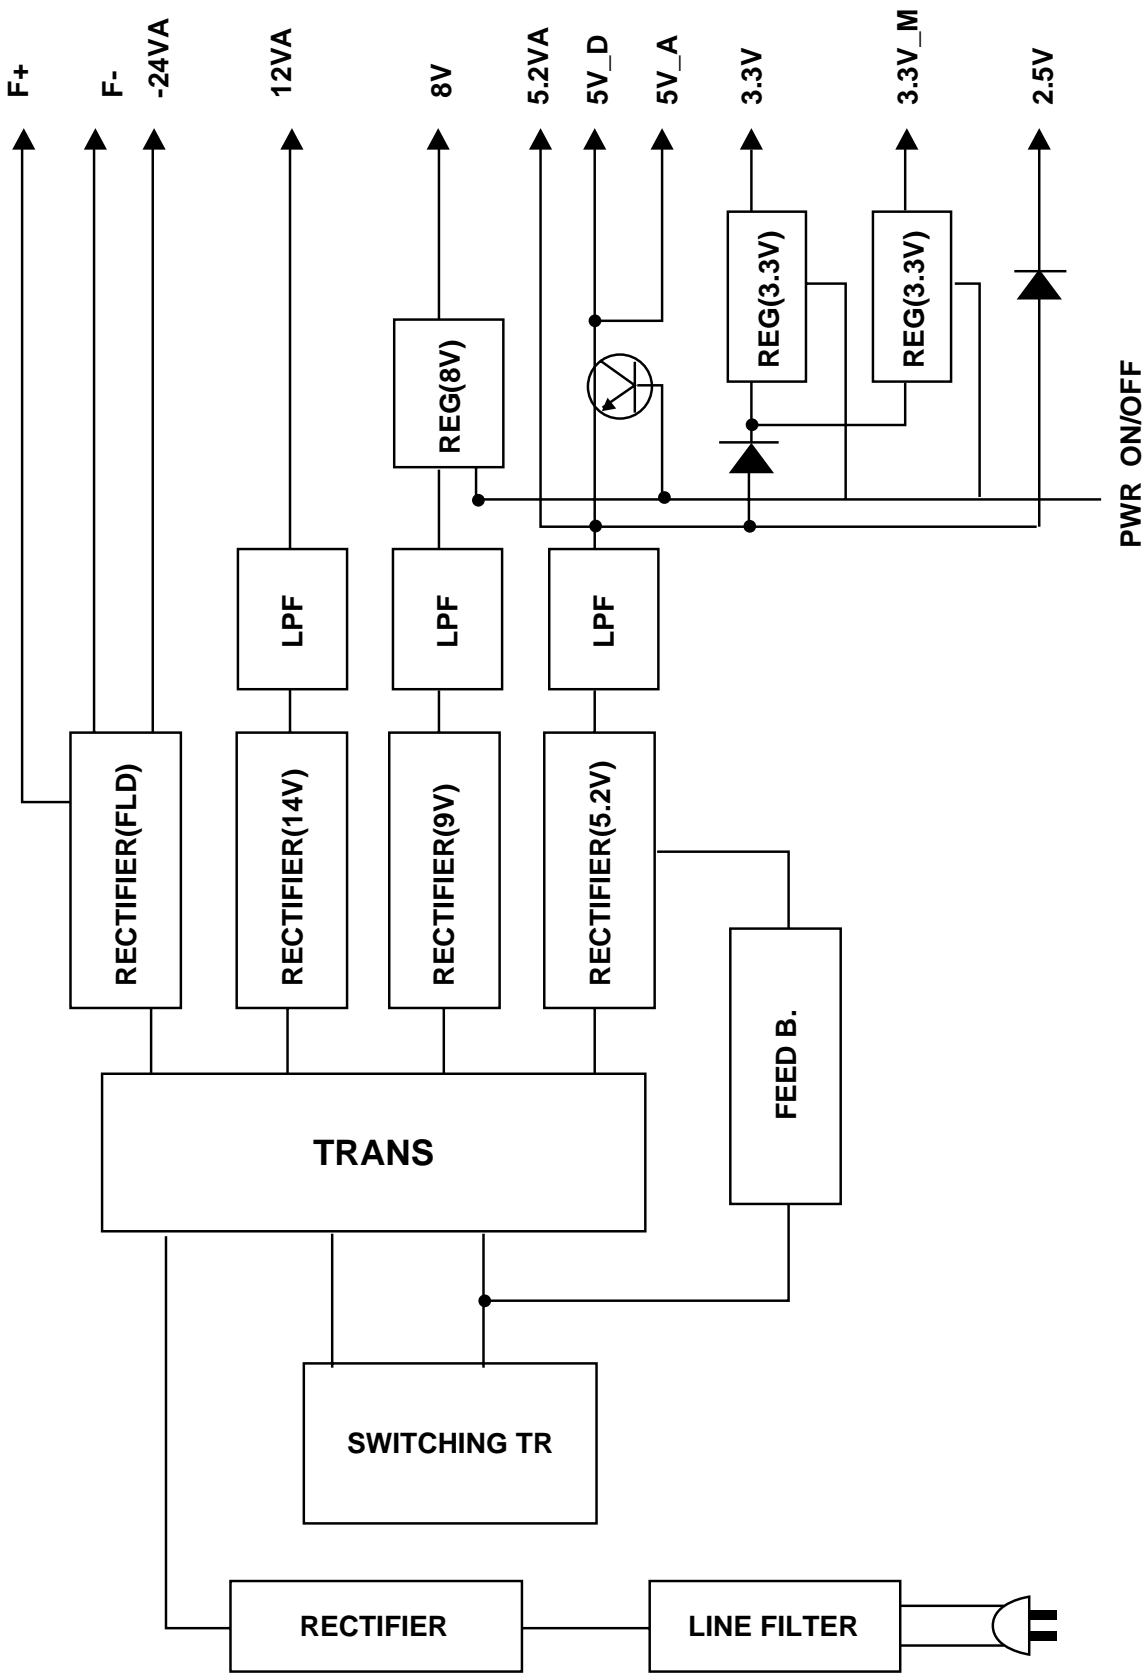 F+
F-
-24VA
12VA
8V
5.2VA
5V_D
5V_A
3.3V
3.3V_M
2.5V
REG(8V)
REG(3.3V)
REG(3.3V)
PWR ON/OFF
LPF
LPF
LPF
RECTIFIER(FLD)
RECTIFIER(14V)
RECTIFIER(9V)
RECTIFIER(5.2V)
FEED B.
TRANS
SWITCHING TR
RECTIFIER
LINE FILTER